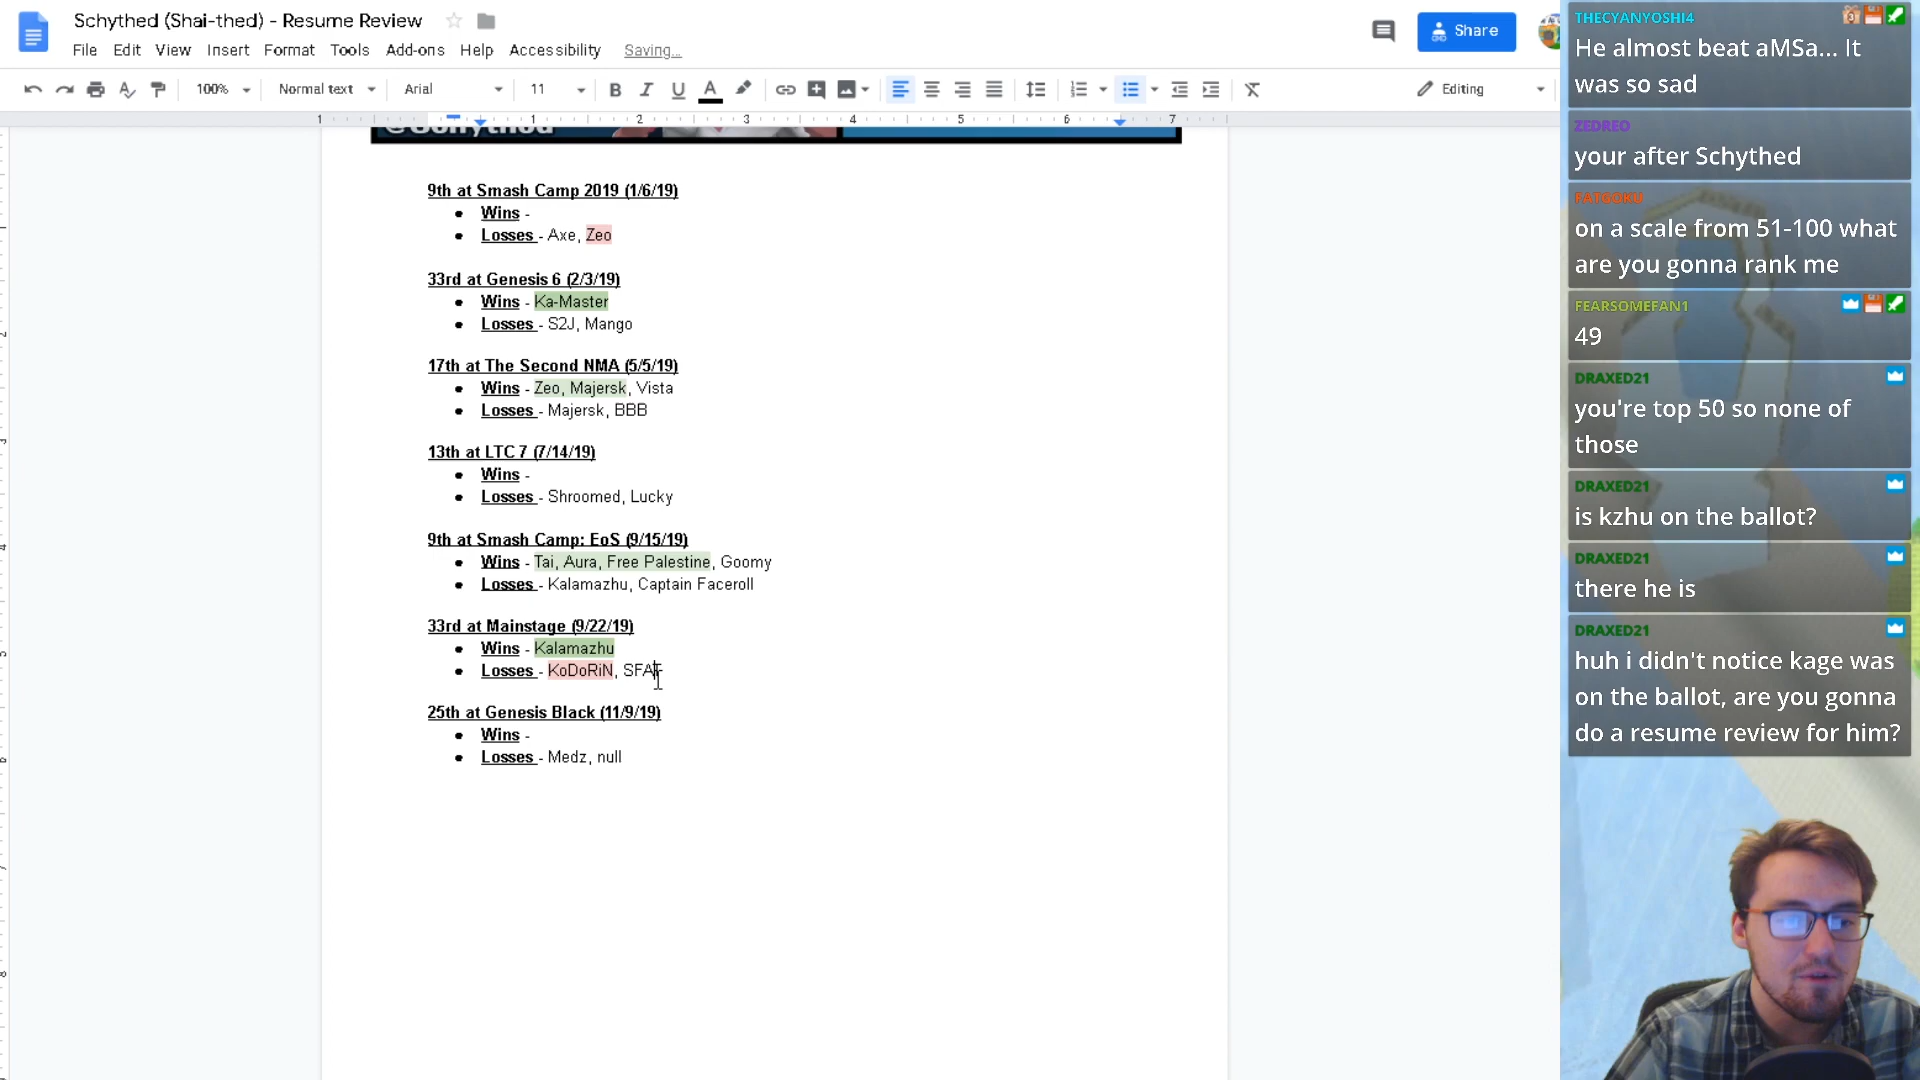 Schythed (Shai-thed) - Resume Review
File Edit View Insert Format Tools Add-ons Help Accessibility Saving...
Share
100% Normal text Arial 11 B I U A Editing
1 1 2 3 4 5 6 7
@Schythed
9th at Smash Camp 2019 (1/6/19)
● Wins -
● Losses - Axe, Zeo
33rd at Genesis 6 (2/3/19)
● Wins - Ka-Master
● Losses - S2J, Mango
17th at The Second NMA (5/5/19)
● Wins - Zeo, Majersk, Vista
● Losses - Majersk, BBB
13th at LTC 7 (7/14/19)
● Wins -
● Losses - Shroomed, Lucky
9th at Smash Camp: EoS (9/15/19)
● Wins - Tai, Aura, Free Palestine, Goomy
● Losses - Kalamazhu, Captain Faceroll
33rd at Mainstage (9/22/19)
● Wins - Kalamazhu
● Losses - KoDoRiN, SFAT
25th at Genesis Black (11/9/19)
● Wins -
● Losses - Medz, null
THECYANYOSHI4
He almost beat aMSa... It
was so sad
ZEDREO
your after Schythed
FATGOKU
on a scale from 51-100 what
are you gonna rank me
FEARSOMEFAN1
49
DRAXED21
you're top 50 so none of
those
DRAXED21
is kzhu on the ballot?
DRAXED21
there he is
DRAXED21
huh i didn't notice kage was
on the ballot, are you gonna
do a resume review for him?